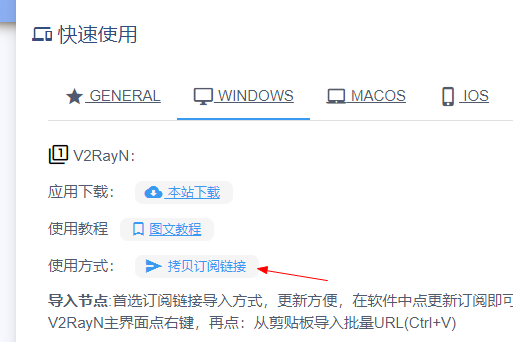 快速使用
GENERAL WINDOWS MACOS IOS
1 V2RayN：
应用下载： 本站下载
使用教程 图文教程
使用方式： 拷贝订阅链接
导入节点:首选订阅链接导入方式，更新方便，在软件中点更新订阅即可
V2RayN主界面点右键，再点：从剪贴板导入批量URL(Ctrl+V)